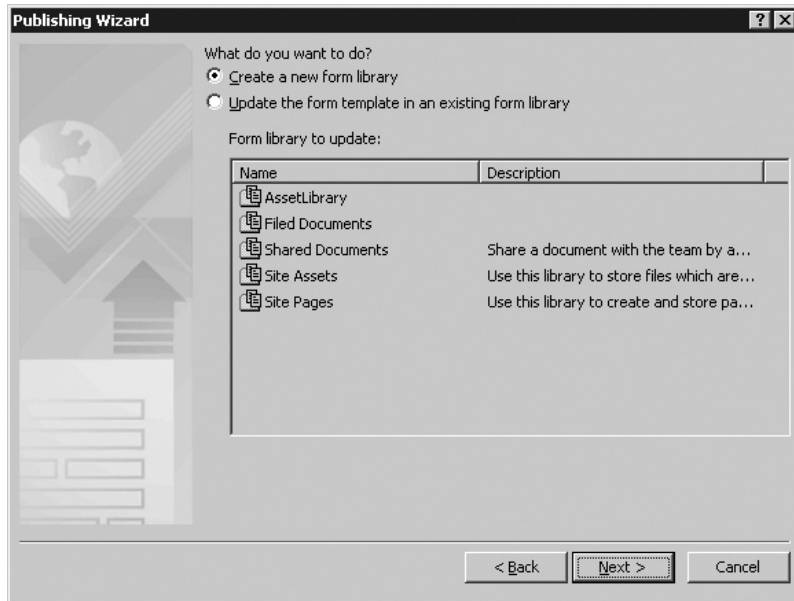 Publishing Wizard
What do you want to do?
Create a new form library
Update the form template in an existing form library
Form library to update:
Name Description
AssetLibrary
Filed Documents
Shared Documents Share a document with the team by a...
Site Assets Use this library to store files which are...
Site Pages Use this library to create and store pa...
< Back Next > Cancel